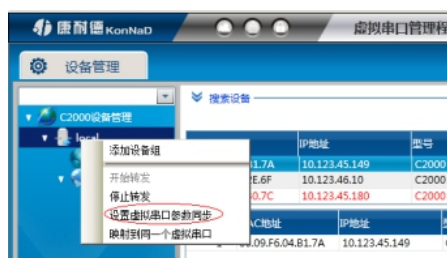 康耐德 KonNaD
虚拟串口管理程
设备管理
搜索设备
C2000设备管理
local
IP地址
型号
添加设备组
1.7A 10.123.45.149 C2000
开始转发
E.6F 10.123.46.10 C2000
停止转发
0.7C 10.123.45.180 C2000
设置虚拟串口参数同步
AC地址 IP地址
映射到同一个虚拟串口
09.F6.04.B1.7A 10.123.45.149